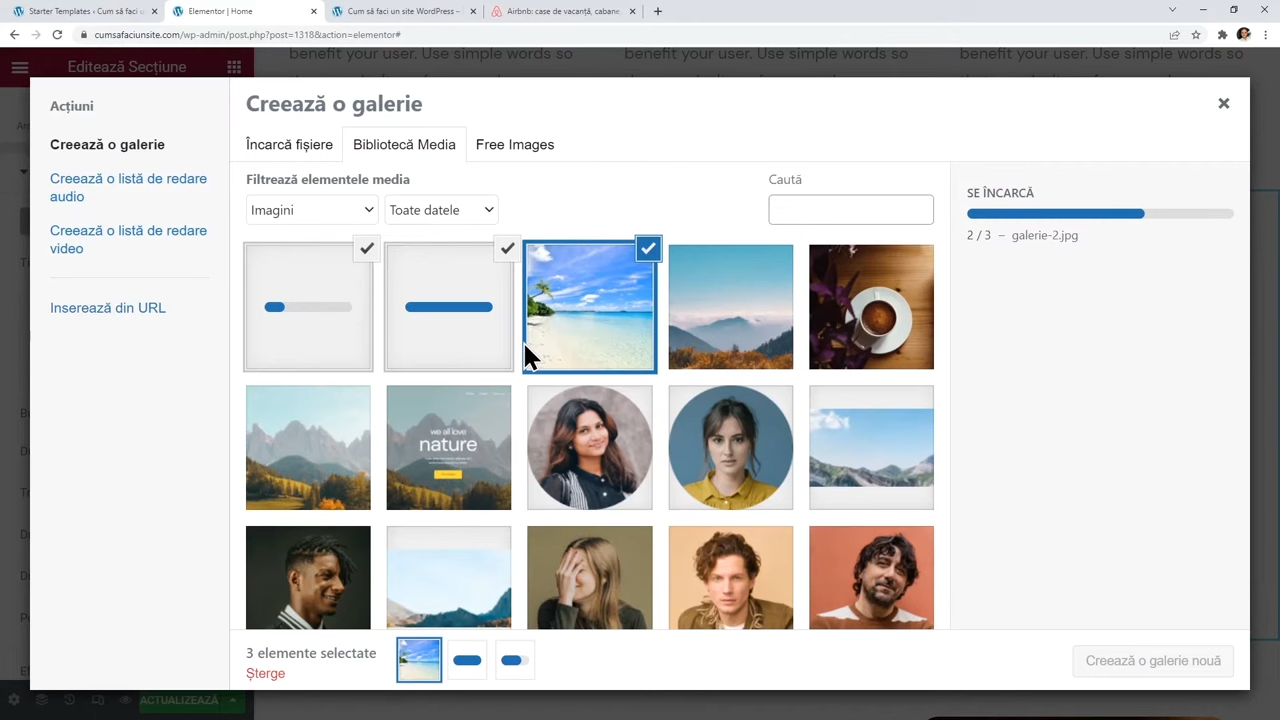 Starter Templates ‹ Cum să faci u
Elementor | Home
Cum să faci un site WordPress –
Airbnb: case de vacanță, cabane,
cumsafaciunsite.com/wp-admin/post.php?post=1318&action=elementor#
benefit your user. Use simple words so
benefit your user. Use simple words so
benefit your user. Use simple words so
Editează Secțiune
Acțiuni
Creează o galerie
Creează o listă de redare
audio
Creează o listă de redare
video
Inserează din URL
Creează o galerie
Încarcă fișiere
Bibliotecă Media
Free Images
Filtrează elementele media
Caută
Imagini
Toate datele
SE ÎNCARCĂ
2 / 3 – galerie-2.jpg
we all love
nature
3 elemente selectate
Șterge
Creează o galerie nouă
ACTUALIZEAZĂ